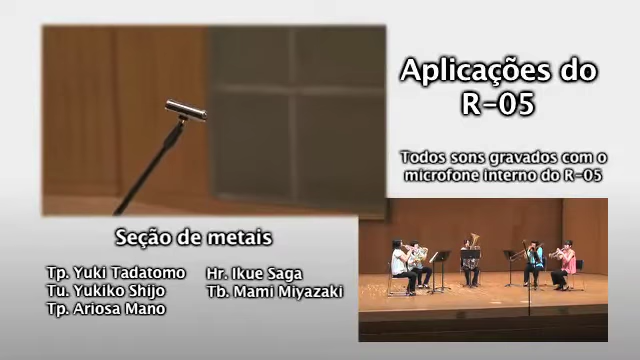 Aplicações do
R-05
Todos sons gravados com o
microfone interno do R-05
Seção de metais
Tp. Yuki Tadatomo
Tu. Yukiko Shijo
Tp. Ariosa Mano
Hr. Ikue Saga
Tb. Mami Miyazaki